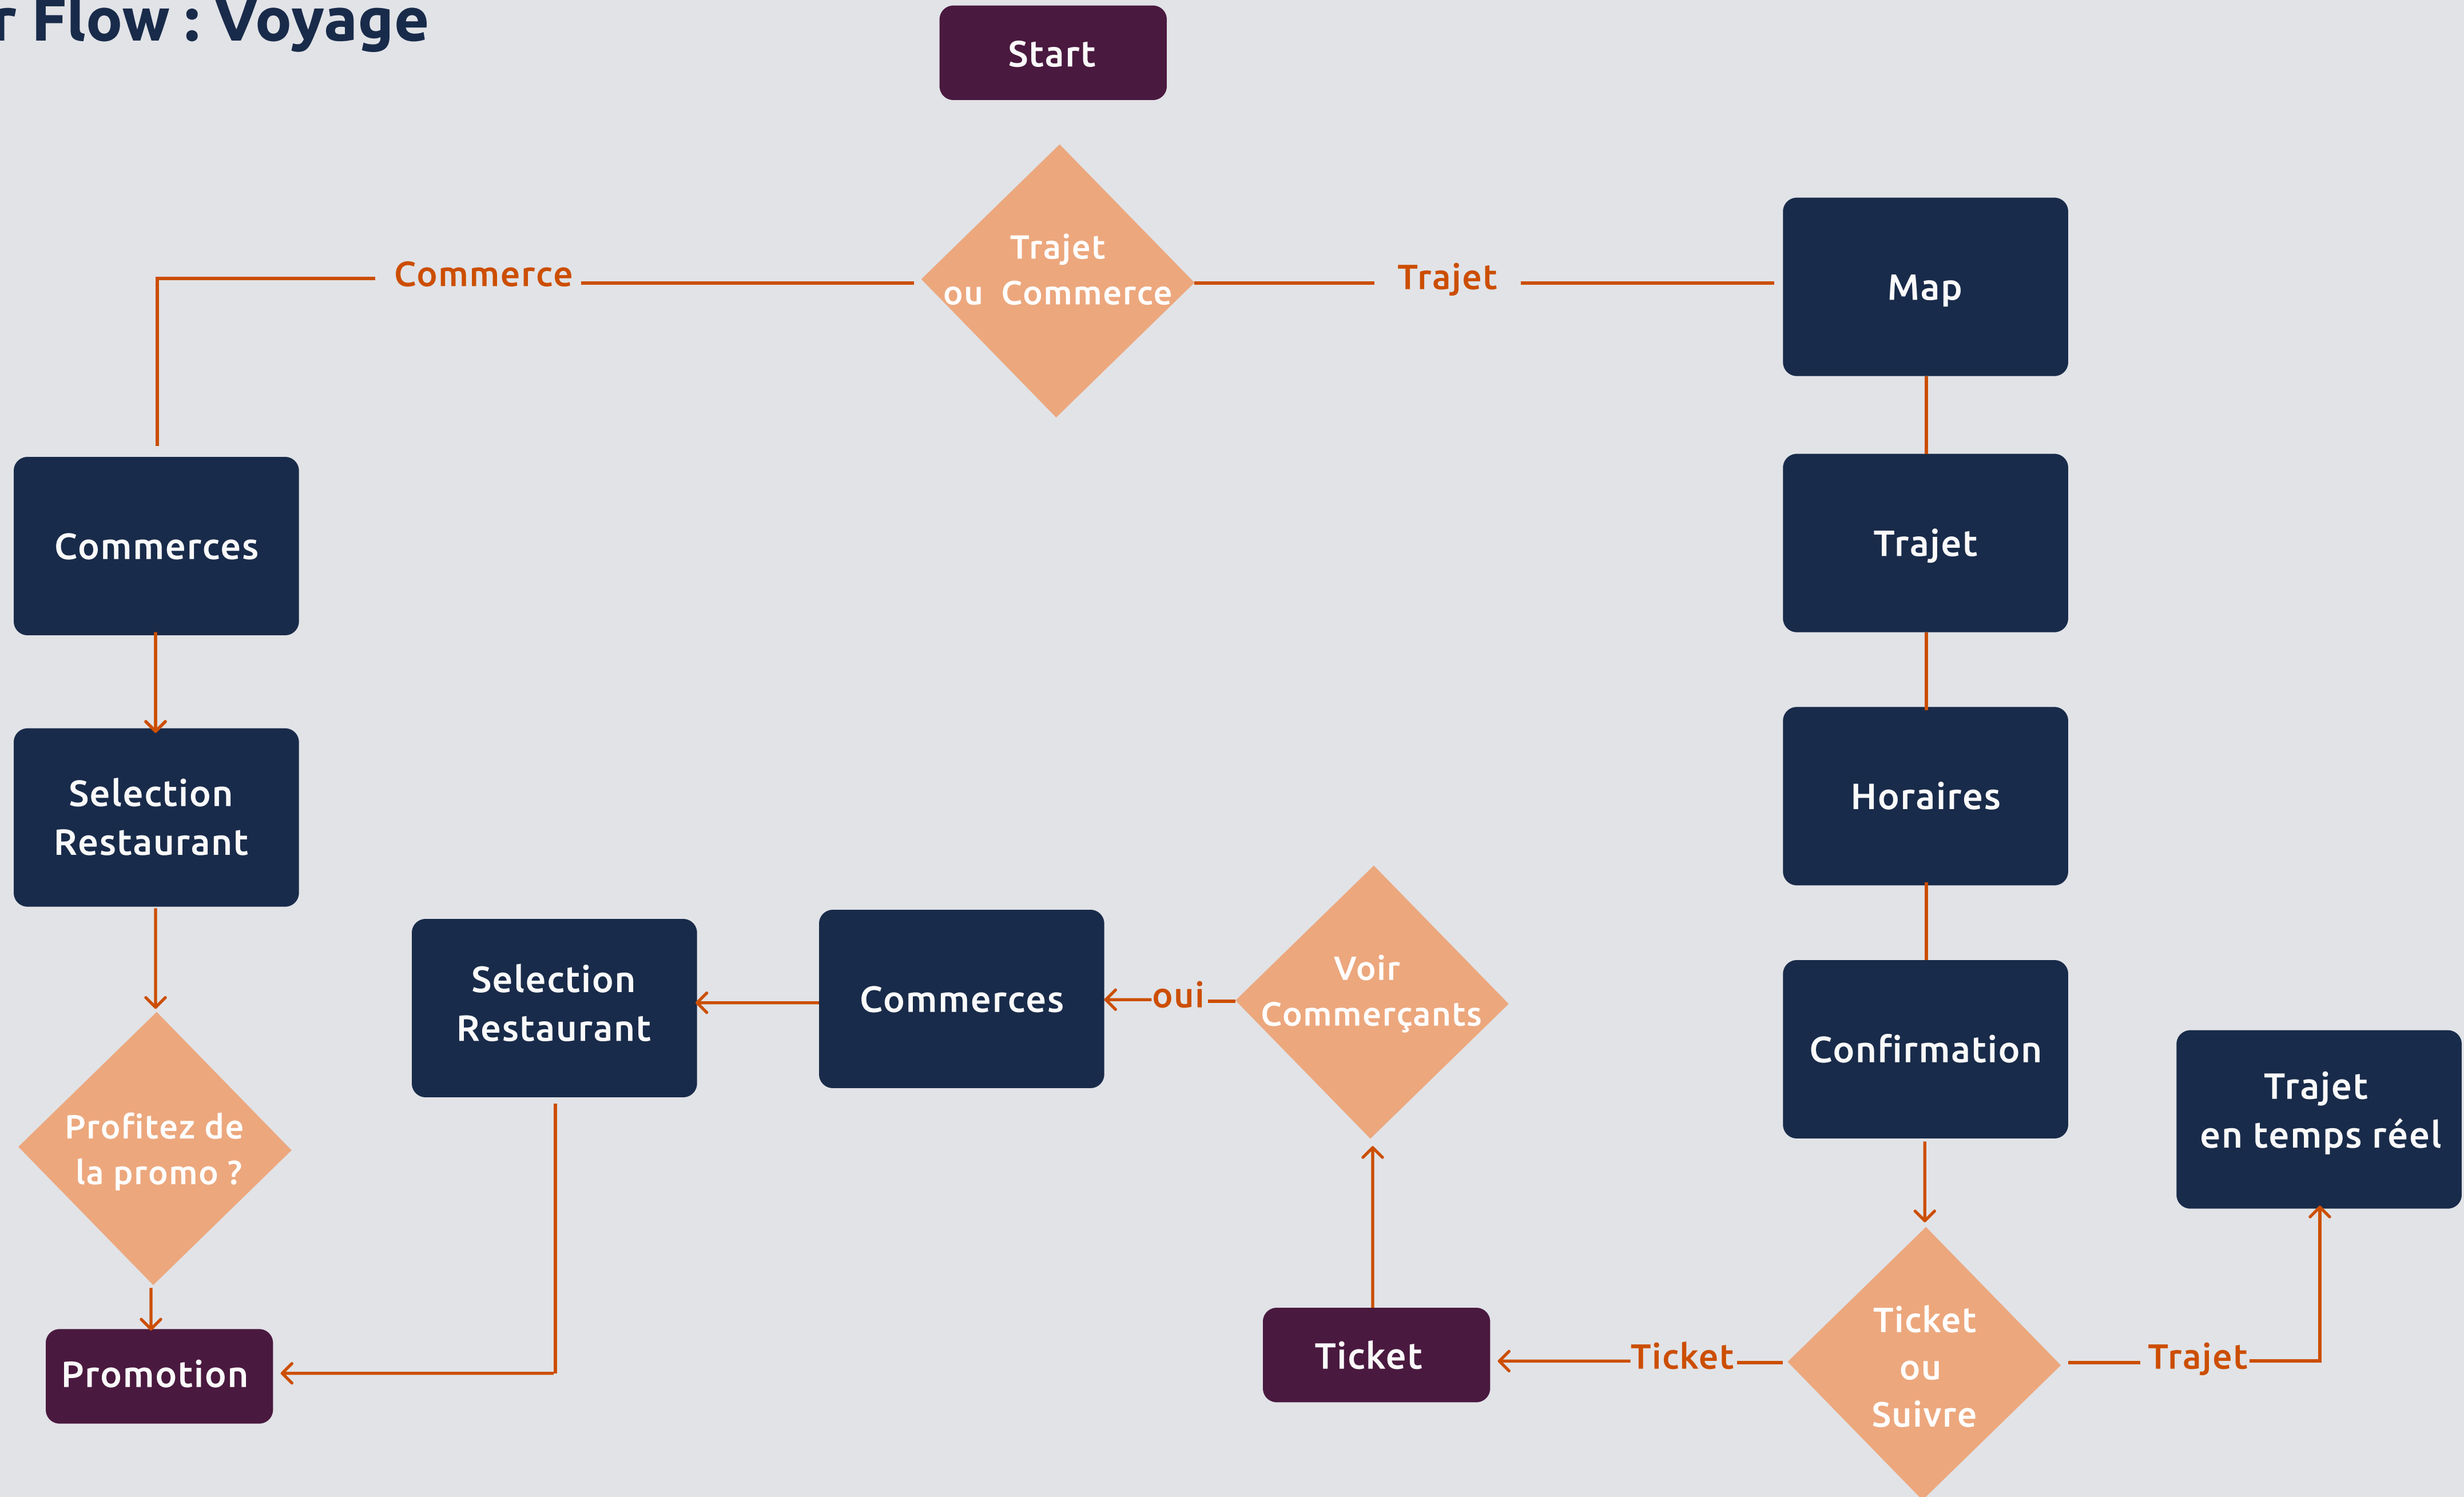 r Flow : Voyage
Start
Trajet
ou Commerce
Commerce
Trajet
Map
Commerces
Trajet
Selection
Restaurant
Horaires
Selection
Restaurant
Commerces
oui
Voir
Commerçants
Confirmation
Trajet
en temps réel
Profitez de
la promo ?
Promotion
Ticket
Ticket
Ticket
ou
Suivre
Trajet